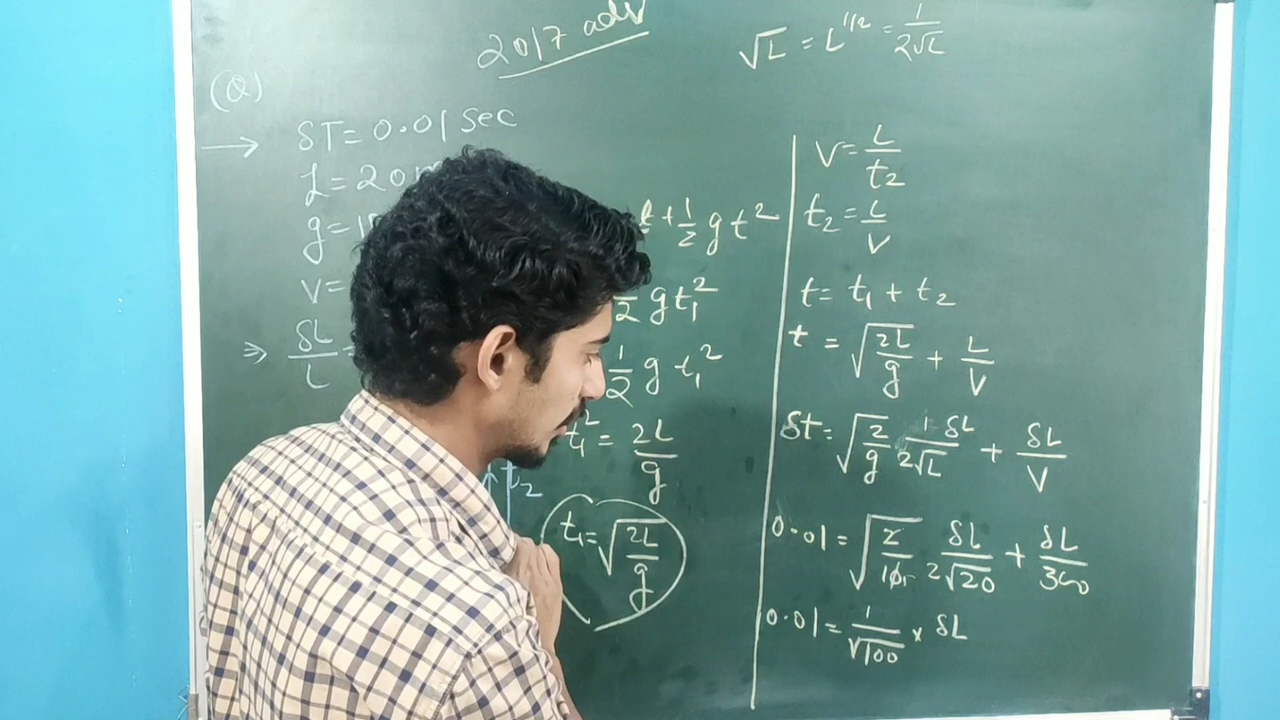 2017 adv
(Q)
→ δT = 0.01 sec
L = 20
g = 1
V =
⇒ δL/L
t + 1/2 g t²
/2 g t₁²
1/2 g t₁²
t₁² = 2L/g
t₂
t₁ = √(2L/g)
√L = L^1/2 = 1/2√L
V = L/t₂
t₂ = L/V
t = t₁ + t₂
t = √(2L/g) + L/V
δt = √(2/g) 1/2√L δL + δL/V
0.01 = √(2/10) δL/2√20 + δL/300
0.01 = 1/√100 × δL